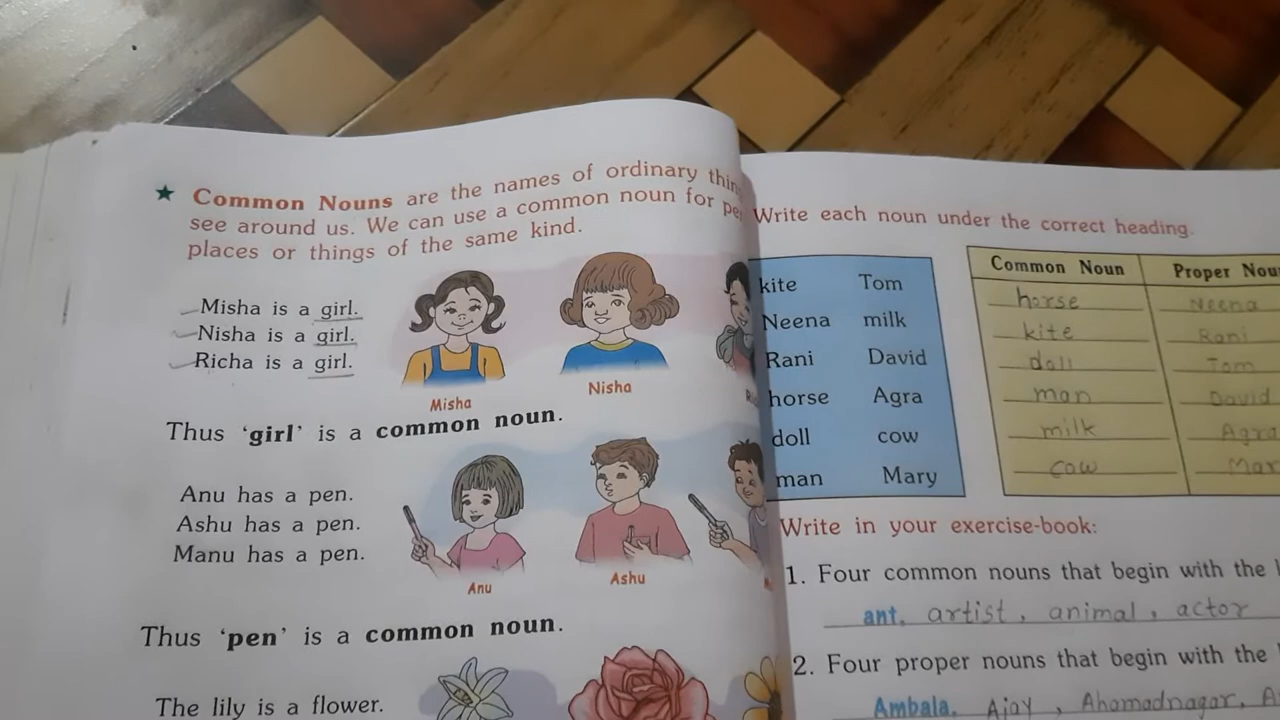 ★ Common Nouns are the names of ordinary
see around us. We can use a common noun for
places or things of the same kind.
Misha is a girl.
Nisha is a girl.
Richa is a girl.
Misha
Nisha
Thus ‘girl’ is a common noun.
Anu has a pen.
Ashu has a pen.
Manu has a pen.
Anu
Ashu
Thus ‘pen’ is a common noun.
The lily is a flower.
Write each noun under the correct heading.
kite Tom
Neena milk
Rani David
horse Agra
doll cow
man Mary
Common Noun Proper
horse Neena
kite Rani
doll Tom
man David
milk Agra
cow
Write in your exercise-book:
1. Four common nouns that begin with the
ant, artist, animal, actor
2. Four proper nouns that begin with the
Ambala, Ajay, Ahamadnagar,